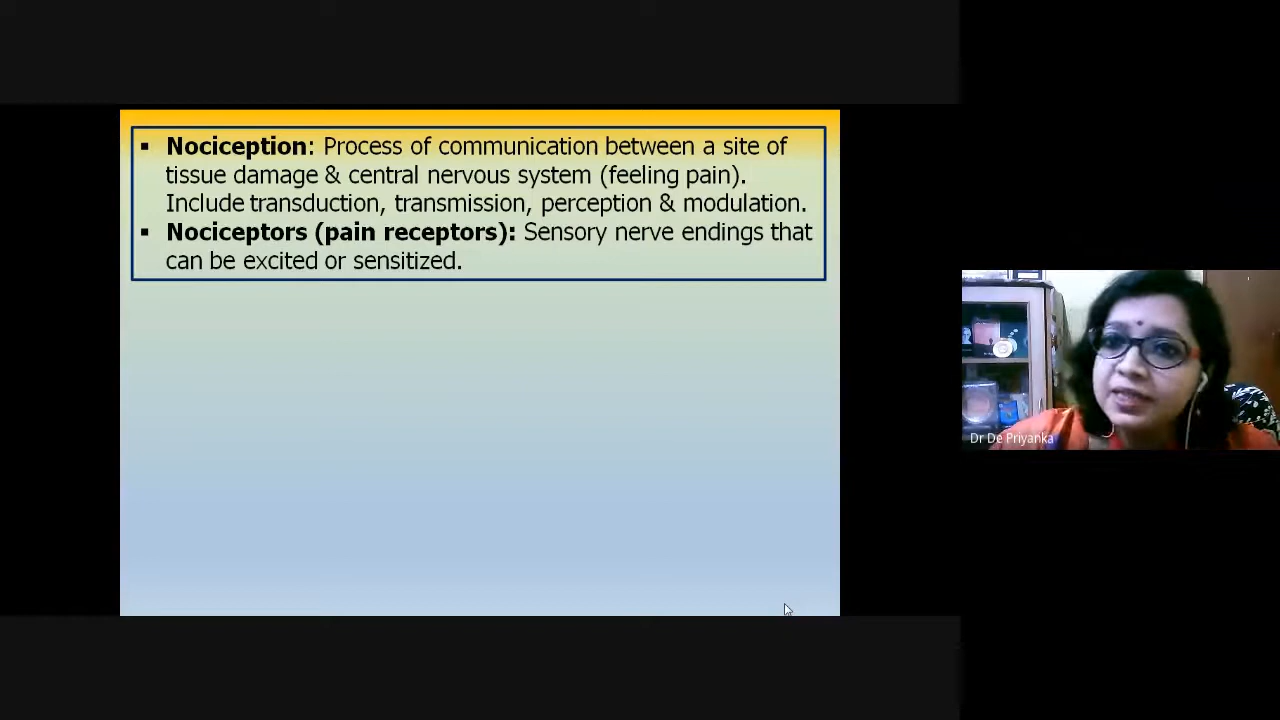 ▪ Nociception: Process of communication between a site of
tissue damage & central nervous system (feeling pain).
Include transduction, transmission, perception & modulation.
▪ Nociceptors (pain receptors): Sensory nerve endings that
can be excited or sensitized.
Dr De Priyanka